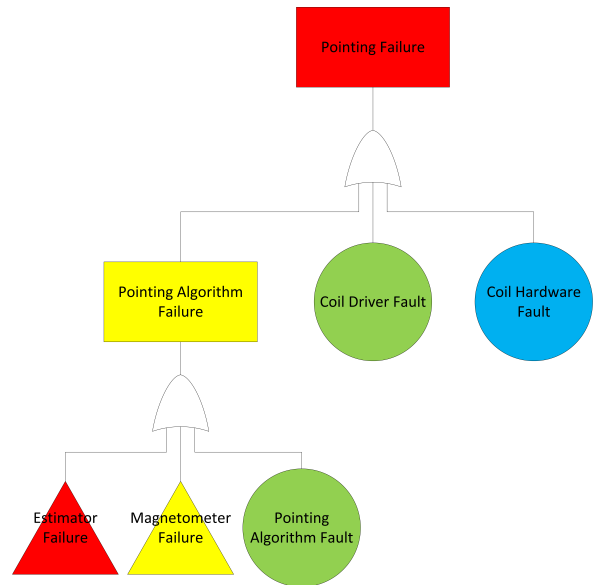 Pointing Failure
Pointing Algorithm
Failure
Coil Driver Fault
Coil Hardware
Fault
Estimator
Failure
Magnetometer
Failure
Pointing
Algorithm Fault